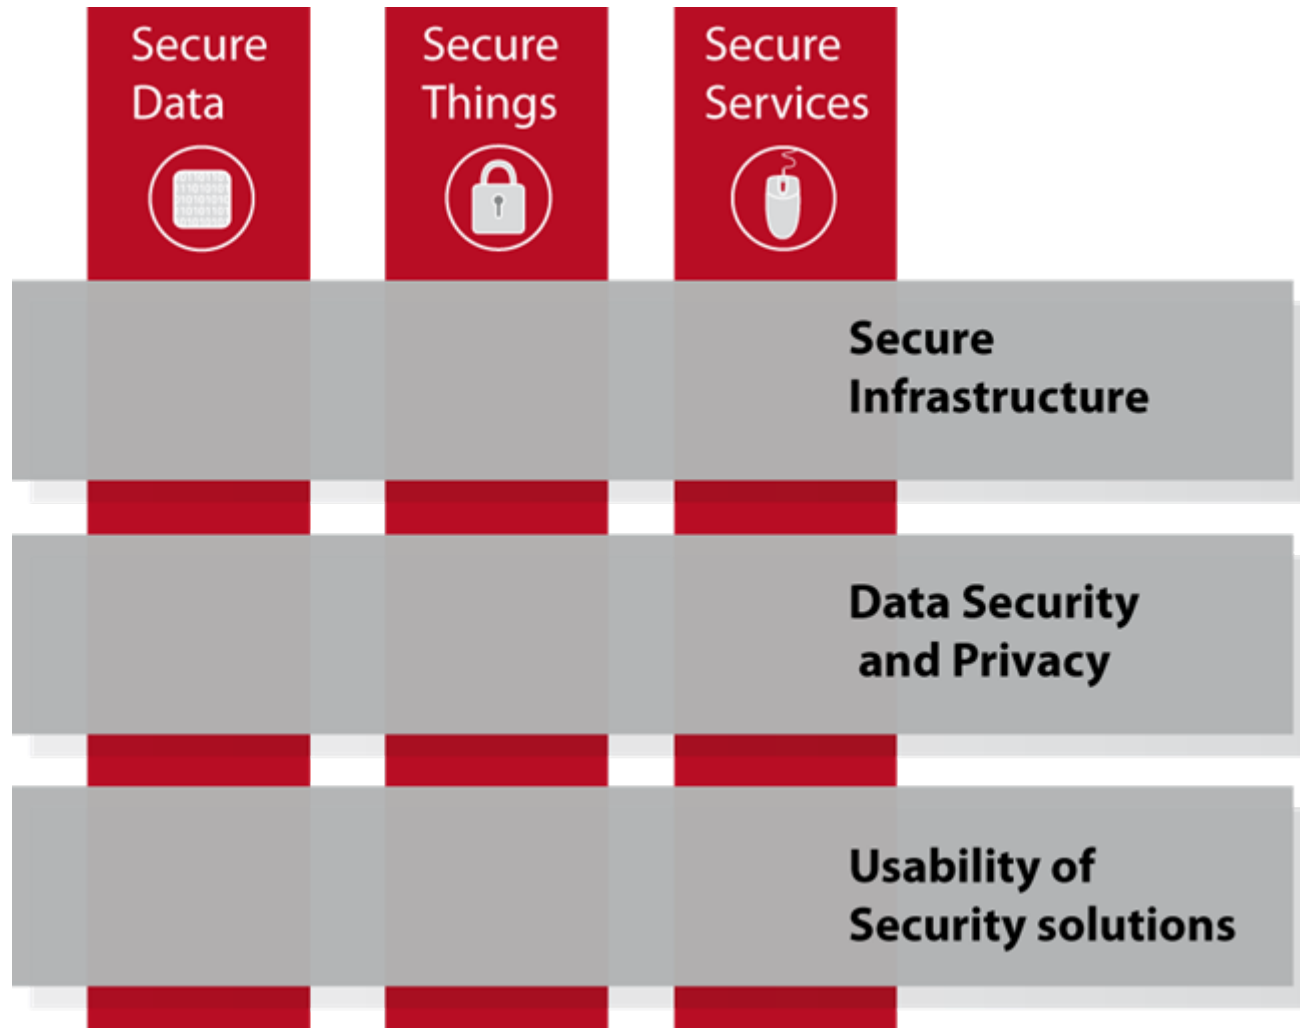 Secure
Data
Secure
Things
Secure
Services
Secure
Infrastructure
Data Security
and Privacy
Usability of
Security solutions